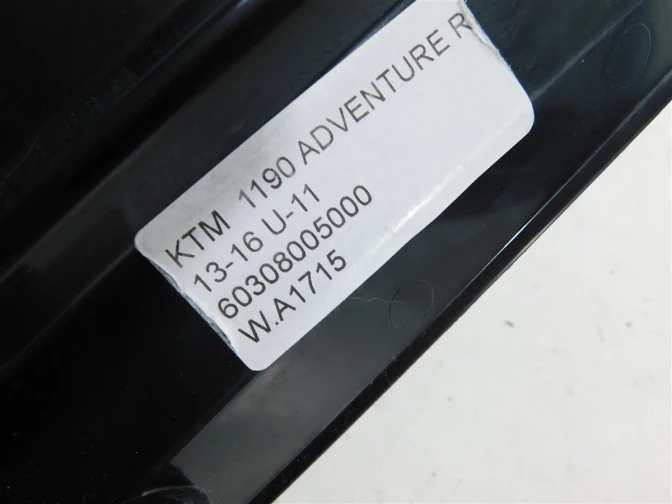 KTM 1190 ADVENTURE R
13-16 U-11
60308005000
W.A1715